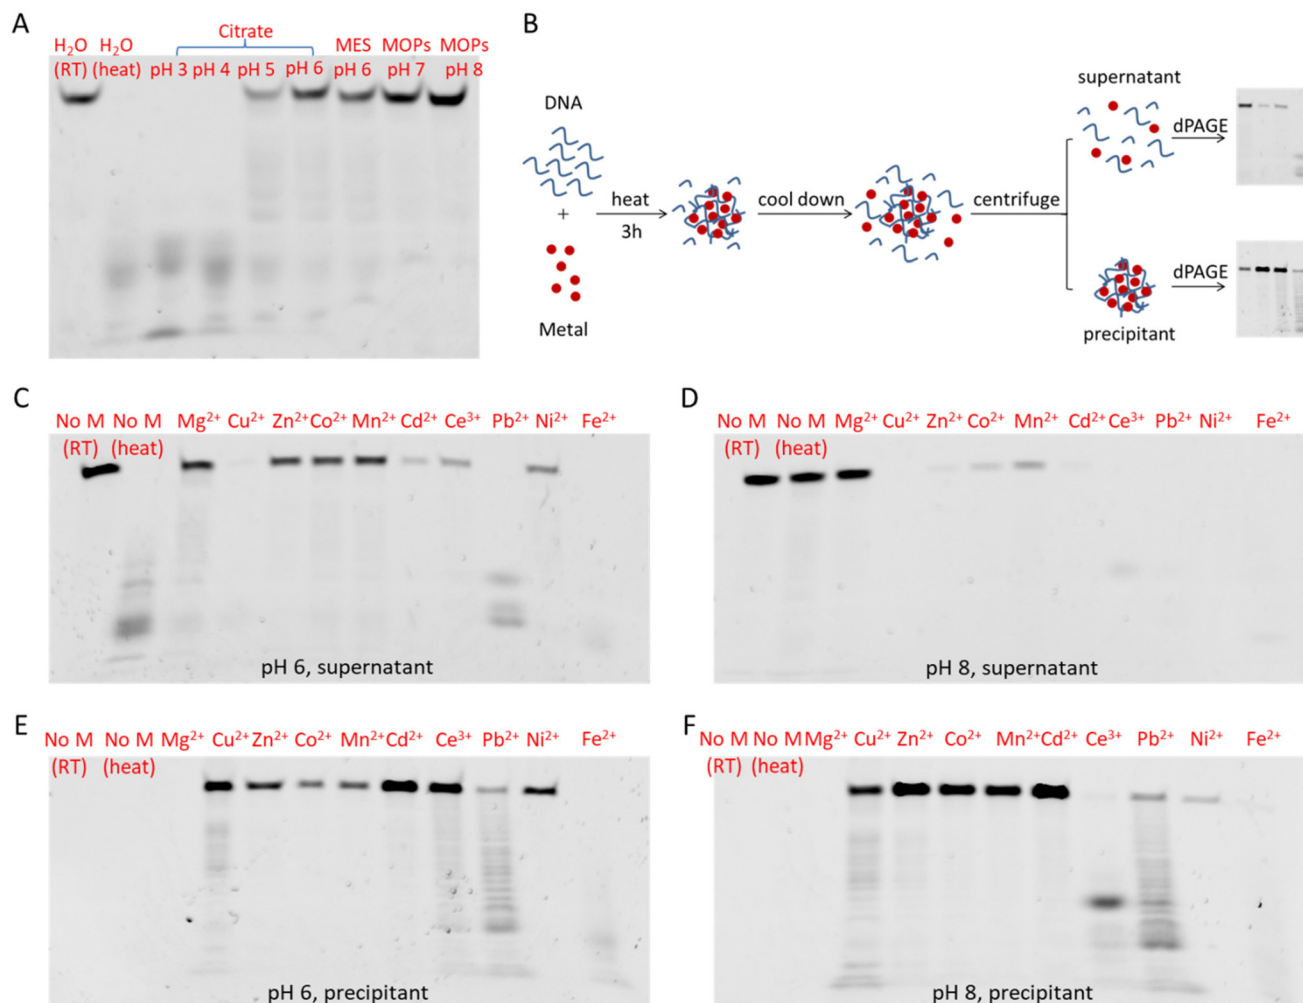 A
Citrate
H₂O H₂O MES MOPs MOPs
(RT) (heat) pH 3 pH 4 pH 5 pH 6 pH 6 pH 7 pH 8
B
DNA
+
Metal
heat
3h
cool down
centrifuge
supernatant
dPAGE
dPAGE
precipitant
C
No M No M Mg²⁺ Cu²⁺ Zn²⁺ Co²⁺ Mn²⁺ Cd²⁺ Ce³⁺ Pb²⁺ Ni²⁺ Fe²⁺
(RT) (heat)
pH 6, supernatant
D
No M No M Mg²⁺ Cu²⁺ Zn²⁺ Co²⁺ Mn²⁺ Cd²⁺ Ce³⁺ Pb²⁺ Ni²⁺ Fe²⁺
(RT) (heat)
pH 8, supernatant
E
No M No M Mg²⁺ Cu²⁺ Zn²⁺ Co²⁺ Mn²⁺ Cd²⁺ Ce³⁺ Pb²⁺ Ni²⁺ Fe²⁺
(RT) (heat)
pH 6, precipitant
F
No M No M Mg²⁺ Cu²⁺ Zn²⁺ Co²⁺ Mn²⁺ Cd²⁺ Ce³⁺ Pb²⁺ Ni²⁺ Fe²⁺
(RT) (heat)
pH 8, precipitant